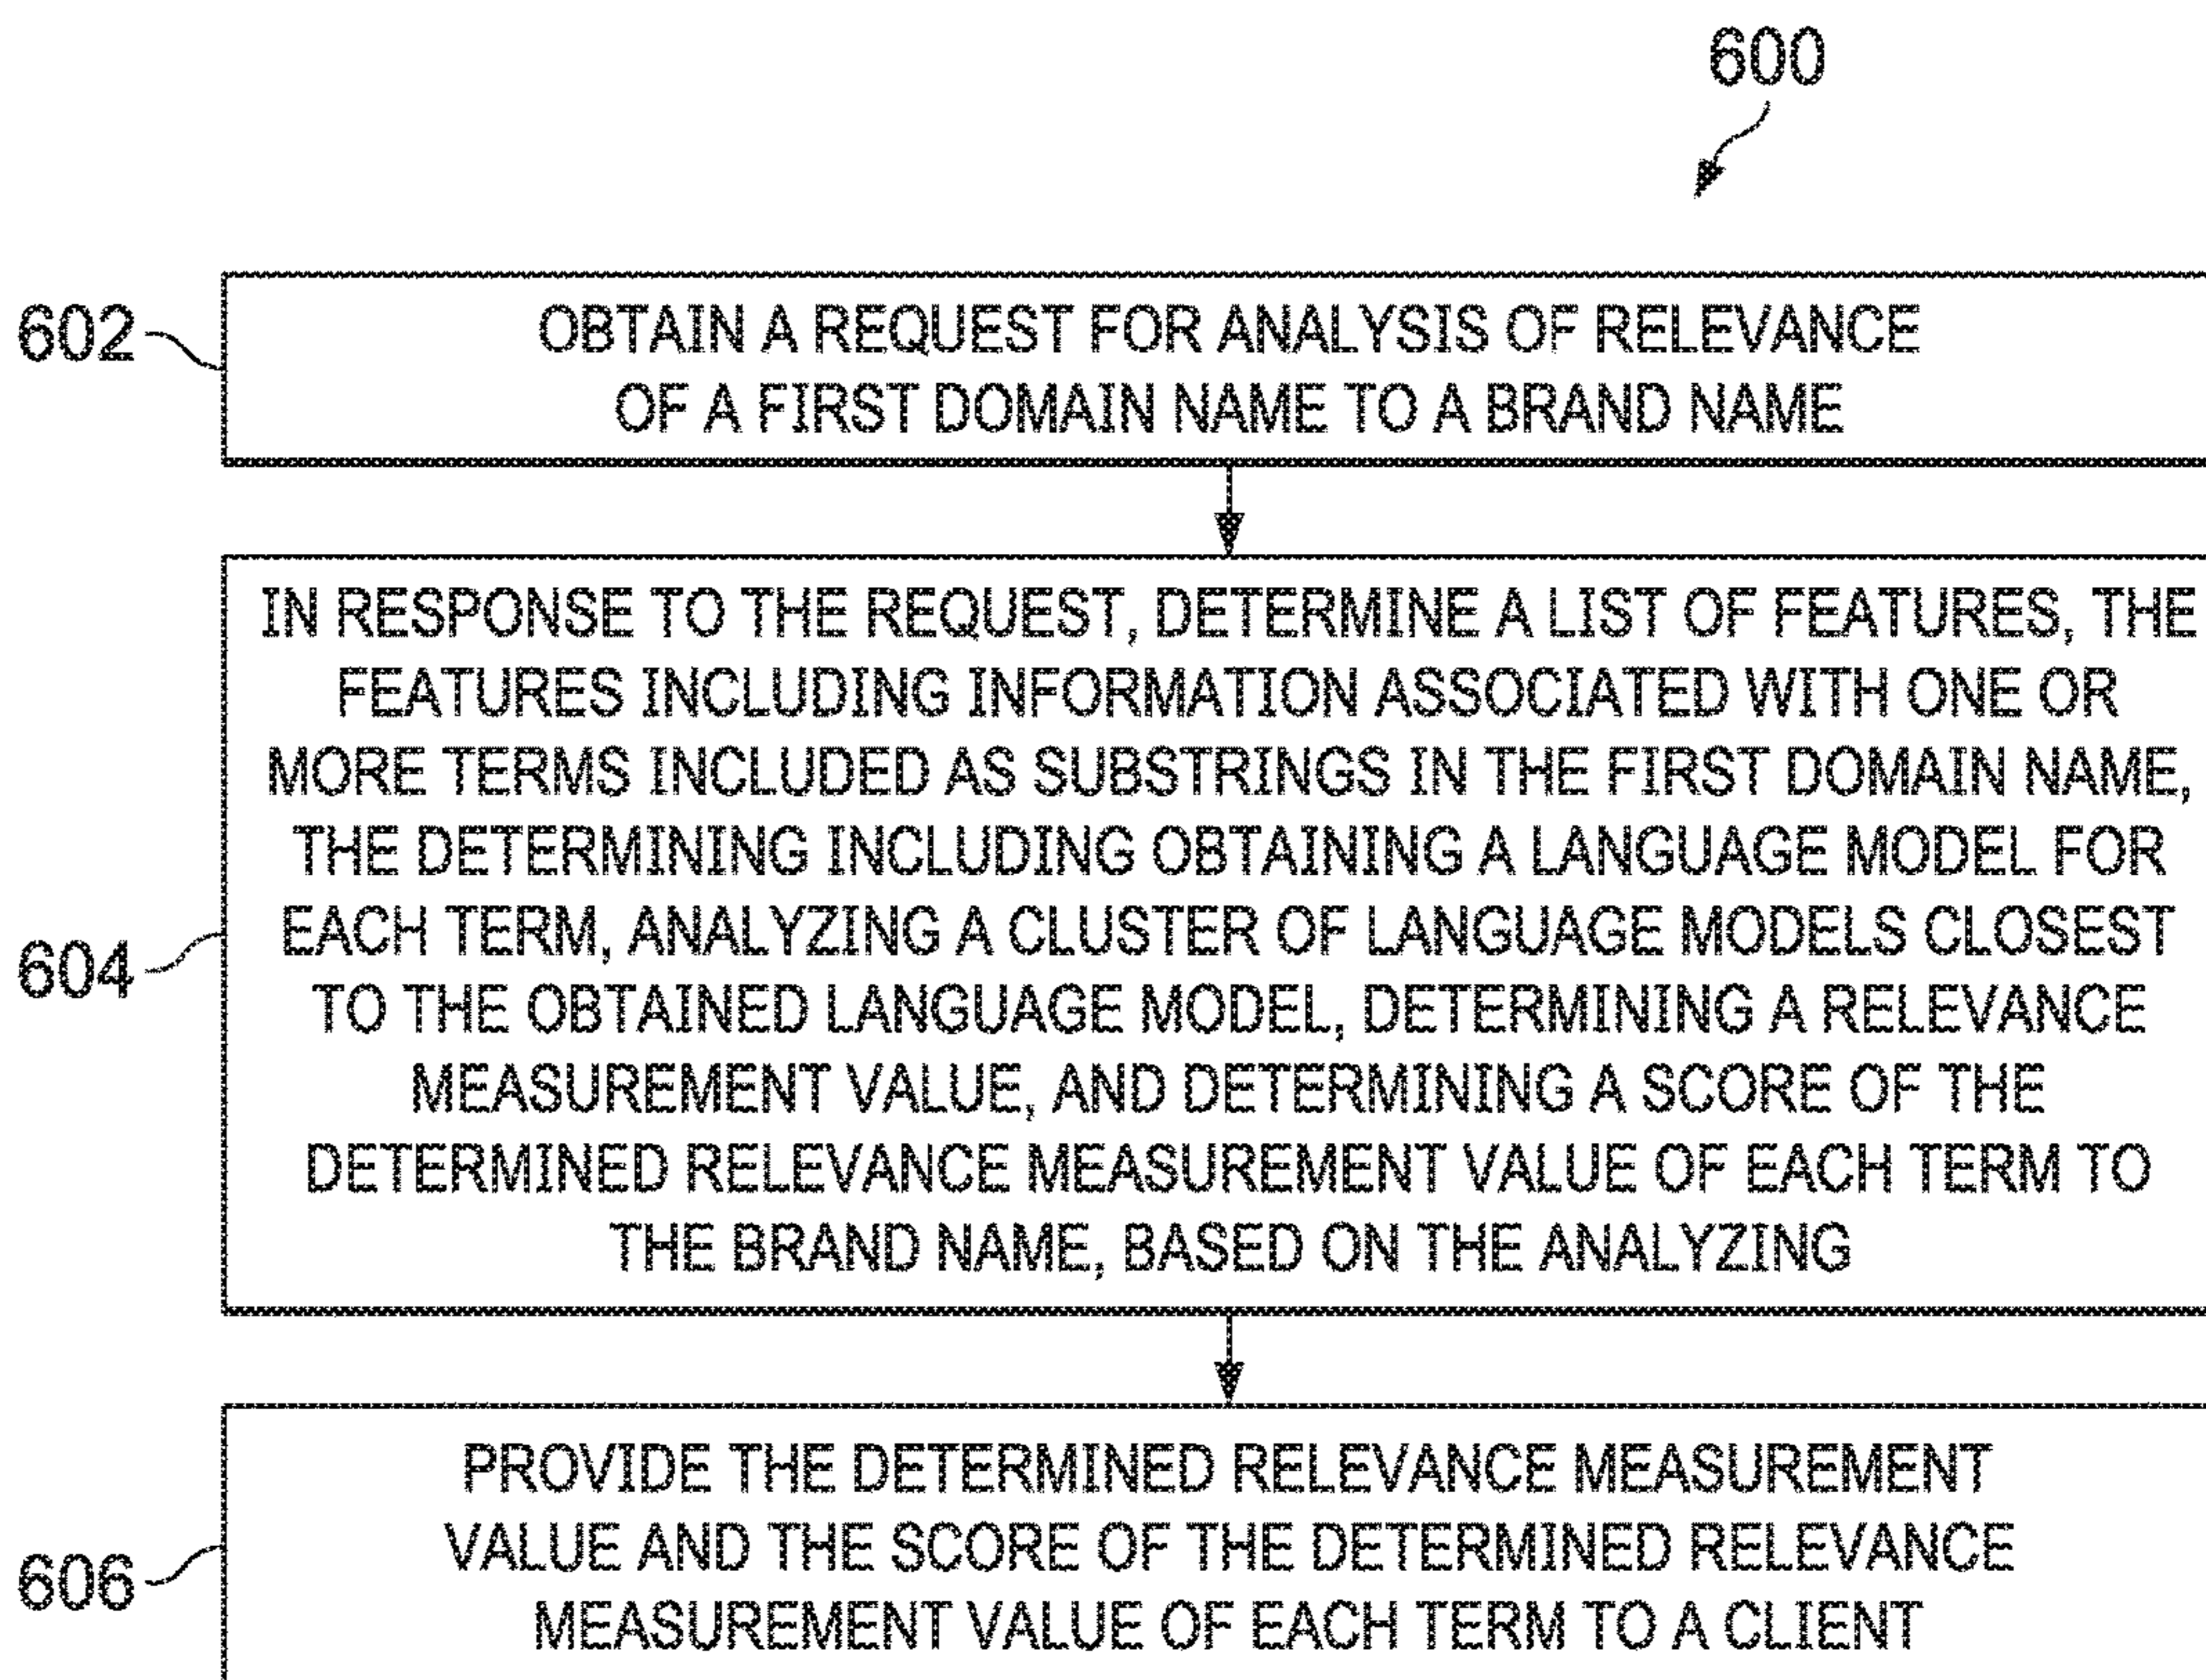 600
602
OBTAIN A REQUEST FOR ANALYSIS OF RELEVANCE
OF A FIRST DOMAIN NAME TO A BRAND NAME
604
IN RESPONSE TO THE REQUEST, DETERMINE A LIST OF FEATURES, THE
FEATURES INCLUDING INFORMATION ASSOCIATED WITH ONE OR
MORE TERMS INCLUDED AS SUBSTRINGS IN THE FIRST DOMAIN NAME,
THE DETERMINING INCLUDING OBTAINING A LANGUAGE MODEL FOR
EACH TERM, ANALYZING A CLUSTER OF LANGUAGE MODELS CLOSEST
TO THE OBTAINED LANGUAGE MODEL, DETERMINING A RELEVANCE
MEASUREMENT VALUE, AND DETERMINING A SCORE OF THE
DETERMINED RELEVANCE MEASUREMENT VALUE OF EACH TERM TO
THE BRAND NAME, BASED ON THE ANALYZING
606
PROVIDE THE DETERMINED RELEVANCE MEASUREMENT
VALUE AND THE SCORE OF THE DETERMINED RELEVANCE
MEASUREMENT VALUE OF EACH TERM TO A CLIENT